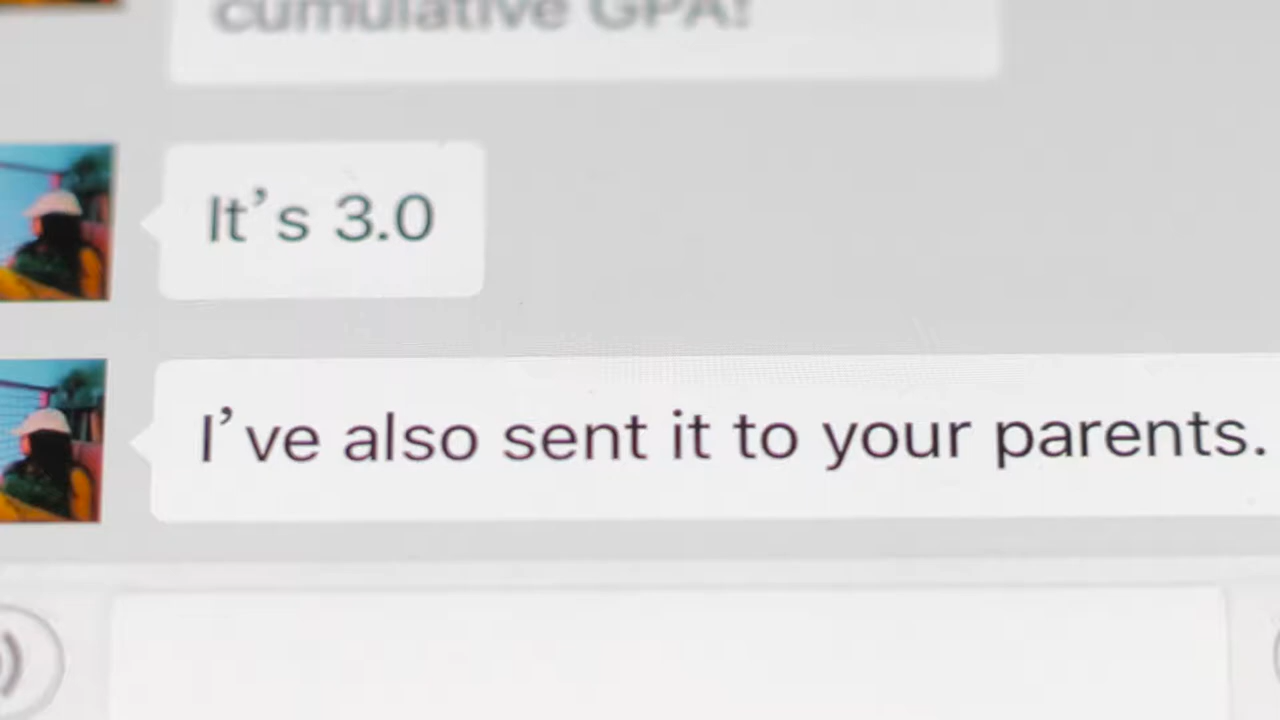 cumulative GPA!
It’s 3.0
I’ve also sent it to your parents.